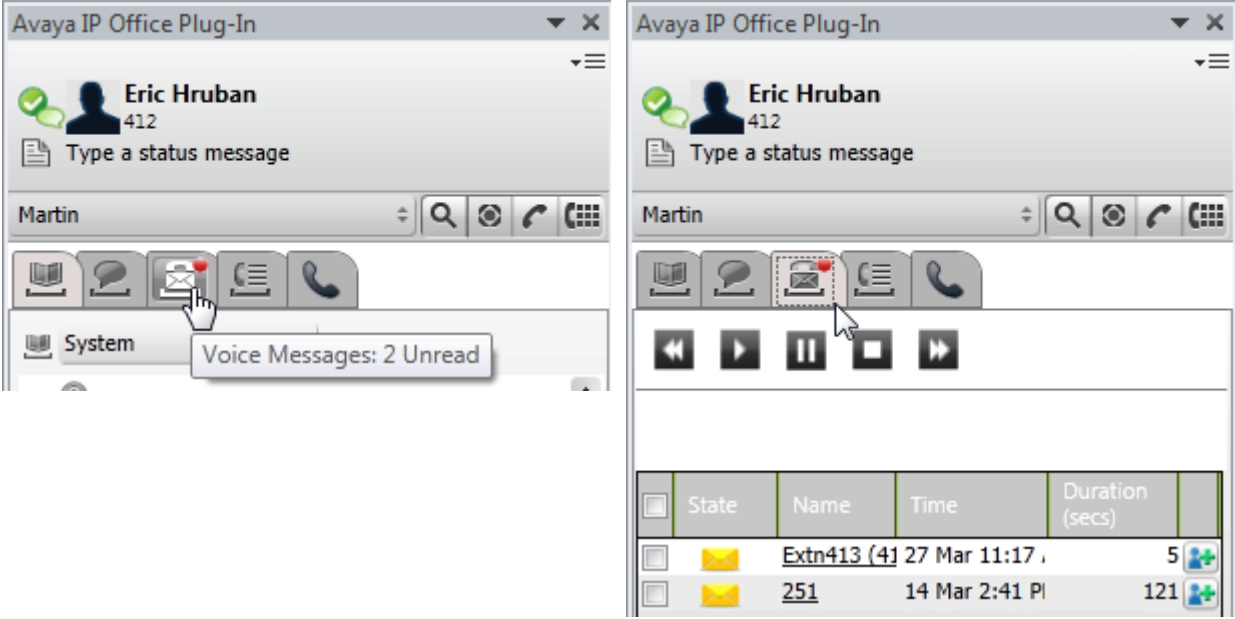 Avaya IP Office Plug-In
Eric Hruban
412
Type a status message
Martin
System
Voice Messages: 2 Unread
Avaya IP Office Plug-In
Eric Hruban
412
Type a status message
Martin
State Name Time Duration (secs)
Extn413 (41 27 Mar 11:17 5
251 14 Mar 2:41 P 121